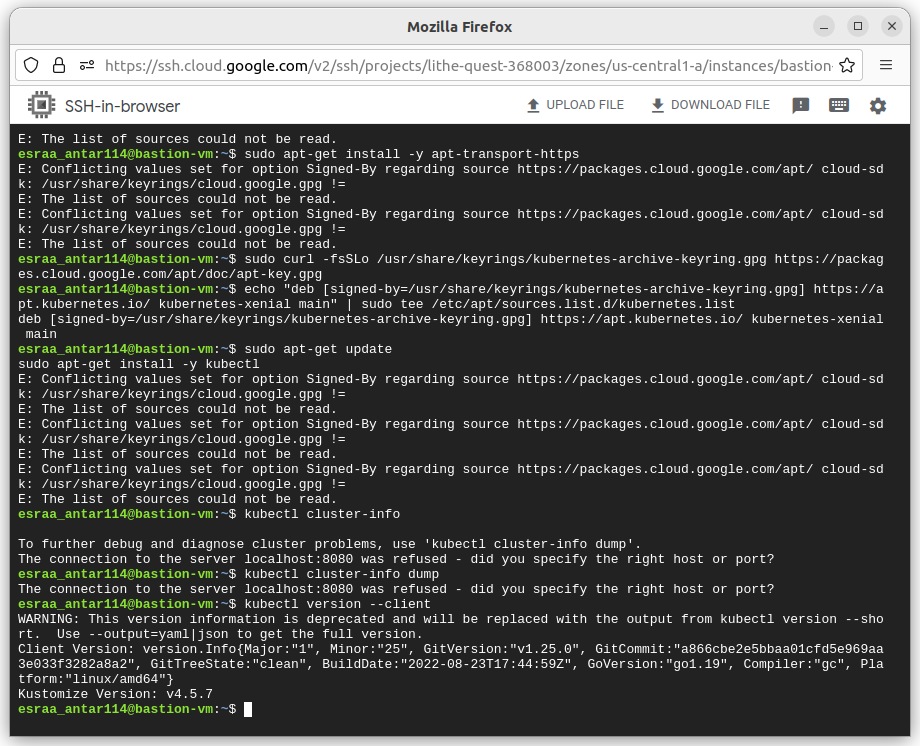 Mozilla Firefox
https://ssh.cloud.google.com/v2/ssh/projects/lithe-quest-368003/zones/us-central1-a/instances/bastion-
SSH-in-browser
UPLOAD FILE
DOWNLOAD FILE
E: The list of sources could not be read.
esraa_antar114@bastion-vm:~$ sudo apt-get install -y apt-transport-https
E: Conflicting values set for option Signed-By regarding source https://packages.cloud.google.com/apt/ cloud-sd
k: /usr/share/keyrings/cloud.google.gpg !=
E: The list of sources could not be read.
E: Conflicting values set for option Signed-By regarding source https://packages.cloud.google.com/apt/ cloud-sd
k: /usr/share/keyrings/cloud.google.gpg !=
E: The list of sources could not be read.
esraa_antar114@bastion-vm:~$ sudo curl -fsSLo /usr/share/keyrings/kubernetes-archive-keyring.gpg https://packag
es.cloud.google.com/apt/doc/apt-key.gpg
esraa_antar114@bastion-vm:~$ echo "deb [signed-by=/usr/share/keyrings/kubernetes-archive-keyring.gpg] https://a
pt.kubernetes.io/ kubernetes-xenial main" | sudo tee /etc/apt/sources.list.d/kubernetes.list
deb [signed-by=/usr/share/keyrings/kubernetes-archive-keyring.gpg] https://apt.kubernetes.io/ kubernetes-xenial
 main
esraa_antar114@bastion-vm:~$ sudo apt-get update
sudo apt-get install -y kubectl
E: Conflicting values set for option Signed-By regarding source https://packages.cloud.google.com/apt/ cloud-sd
k: /usr/share/keyrings/cloud.google.gpg !=
E: The list of sources could not be read.
E: Conflicting values set for option Signed-By regarding source https://packages.cloud.google.com/apt/ cloud-sd
k: /usr/share/keyrings/cloud.google.gpg !=
E: The list of sources could not be read.
E: Conflicting values set for option Signed-By regarding source https://packages.cloud.google.com/apt/ cloud-sd
k: /usr/share/keyrings/cloud.google.gpg !=
E: The list of sources could not be read.
esraa_antar114@bastion-vm:~$ kubectl cluster-info

To further debug and diagnose cluster problems, use 'kubectl cluster-info dump'.
The connection to the server localhost:8080 was refused - did you specify the right host or port?
esraa_antar114@bastion-vm:~$ kubectl cluster-info dump
The connection to the server localhost:8080 was refused - did you specify the right host or port?
esraa_antar114@bastion-vm:~$ kubectl version --client
WARNING: This version information is deprecated and will be replaced with the output from kubectl version --sho
rt.  Use --output=yaml|json to get the full version.
Client Version: version.Info{Major:"1", Minor:"25", GitVersion:"v1.25.0", GitCommit:"a866cbe2e5bbaa01cfd5e969aa
3e033f3282a8a2", GitTreeState:"clean", BuildDate:"2022-08-23T17:44:59Z", GoVersion:"go1.19", Compiler:"gc", Pla
tform:"linux/amd64"}
Kustomize Version: v4.5.7
esraa_antar114@bastion-vm:~$